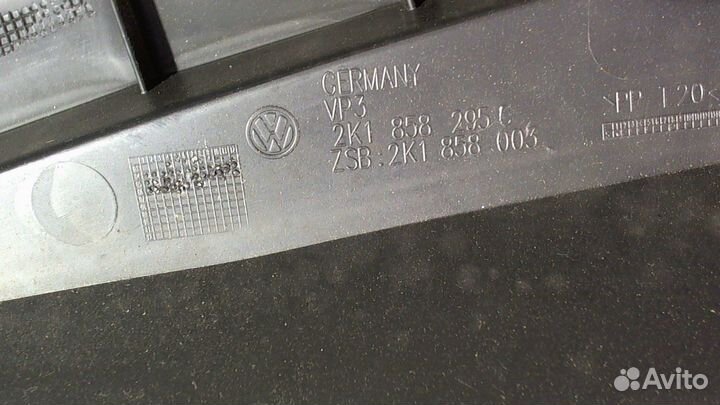 GERMANY
VP3
2K1 858 295
ZSB:2K1 858 003
>PP T20<
Avito